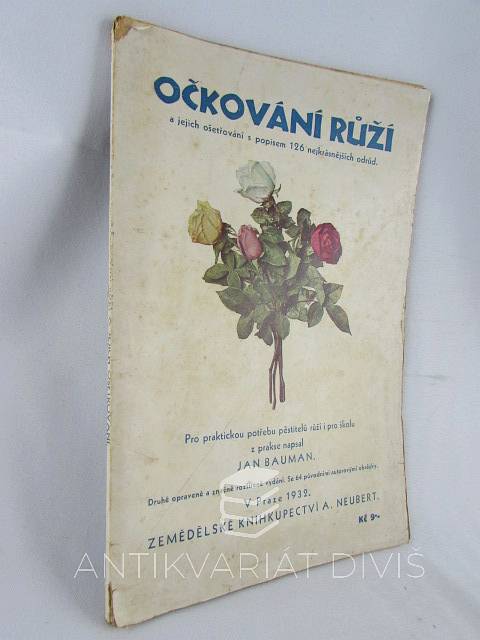 OČKOVÁNÍ RŮŽÍ
a jejich ošetřování s popisem 126 nejkrásnějších odrůd.
Pro praktickou potřebu pěstitelů růží i pro školu
z prakse napsal
JAN BAUMAN.
Druhé opravené a značně rozšířené vydání. Se 64 původními autorovými obrázky.
V Praze 1932.
ZEMĚDĚLSKÉ KNIHKUPECTVÍ A. NEUBERT.
Kč 9·-
ANTIKVARIÁT DIVIŠ